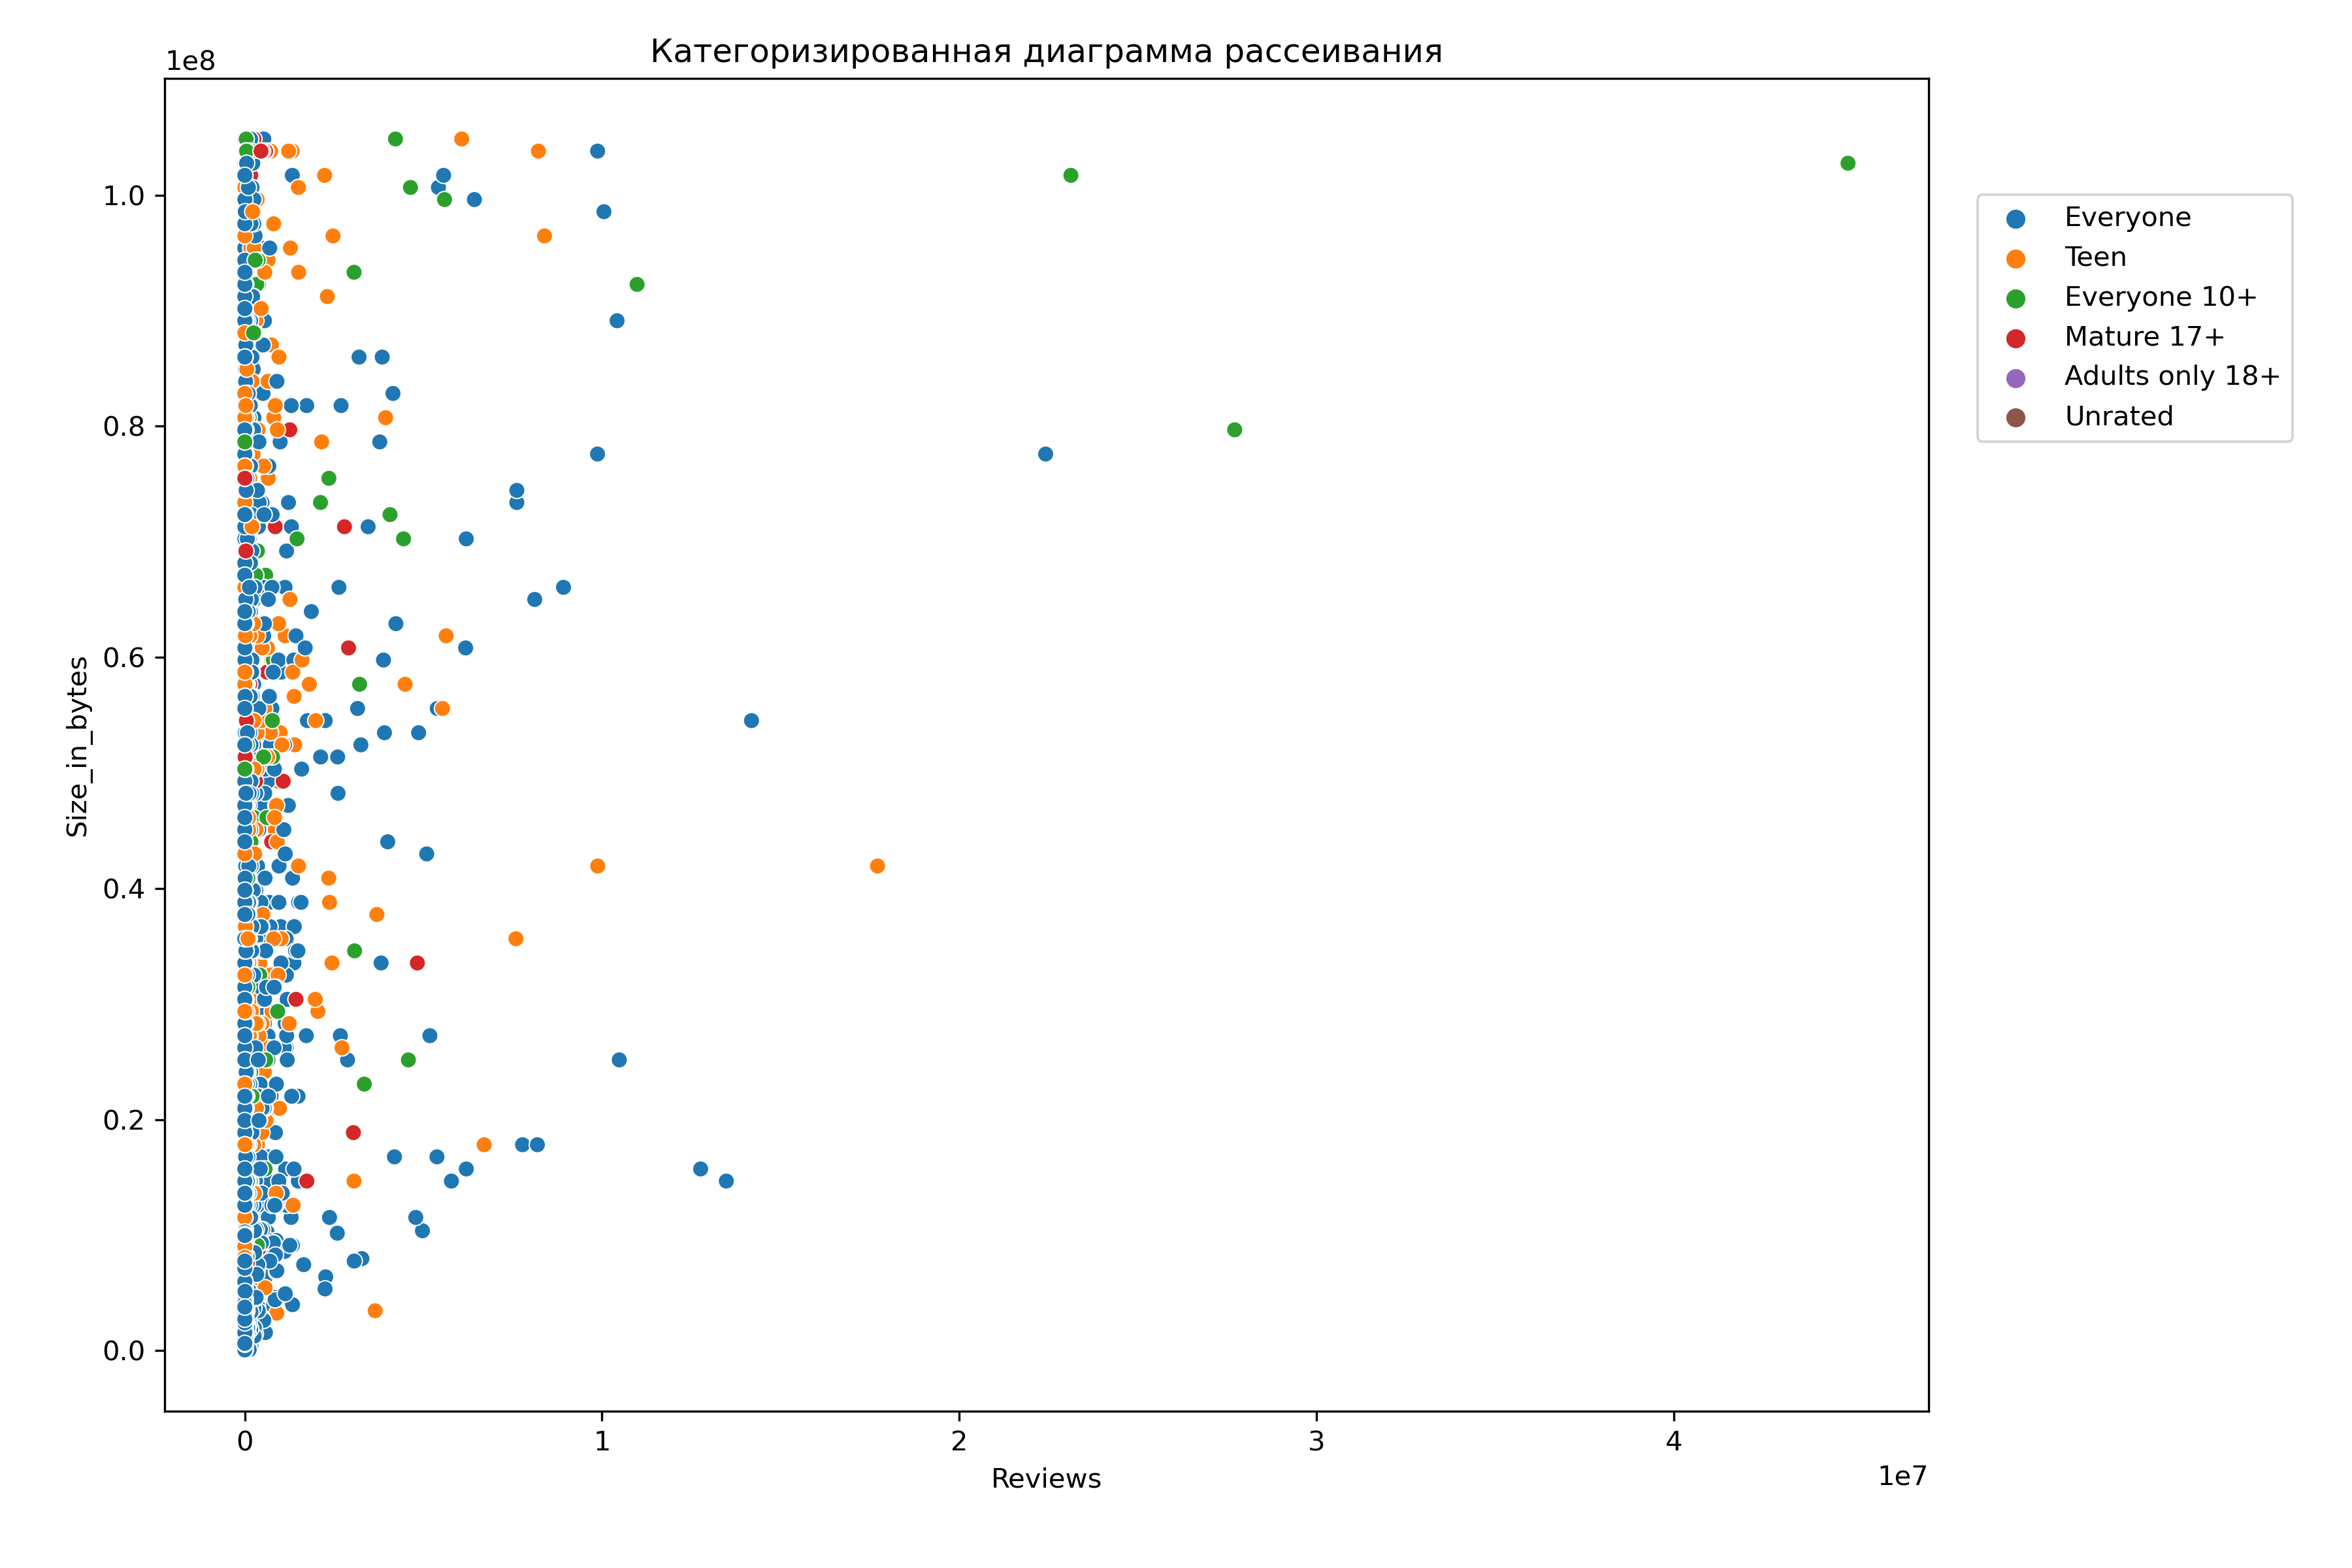 Категоризированная диаграмма рассеивания
1e8
1.0
0.8
0.6
0.4
0.2
0.0
Size_in_bytes
0 1 2 3 4
Reviews
1e7
Everyone
Teen
Everyone 10+
Mature 17+
Adults only 18+
Unrated